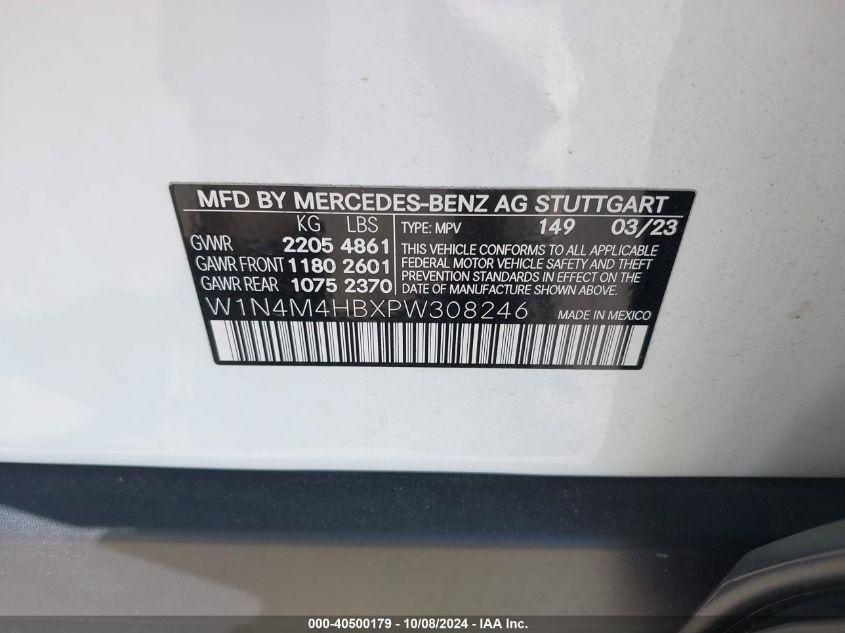 MFD BY MERCEDES-BENZ AG STUTTGART
KG LBS
GVWR 2205 4861
GAWR FRONT 1180 2601
GAWR REAR 1075 2370
TYPE: MPV 149 03/23
THIS VEHICLE CONFORMS TO ALL APPLICABLE
FEDERAL MOTOR VEHICLE SAFETY AND THEFT
PREVENTION STANDARDS IN EFFECT ON THE
DATE OF MANUFACTURE SHOWN ABOVE.
W1N4M4HBXPW308246
MADE IN MEXICO
000-40500179 - 10/08/2024 - IAA Inc.